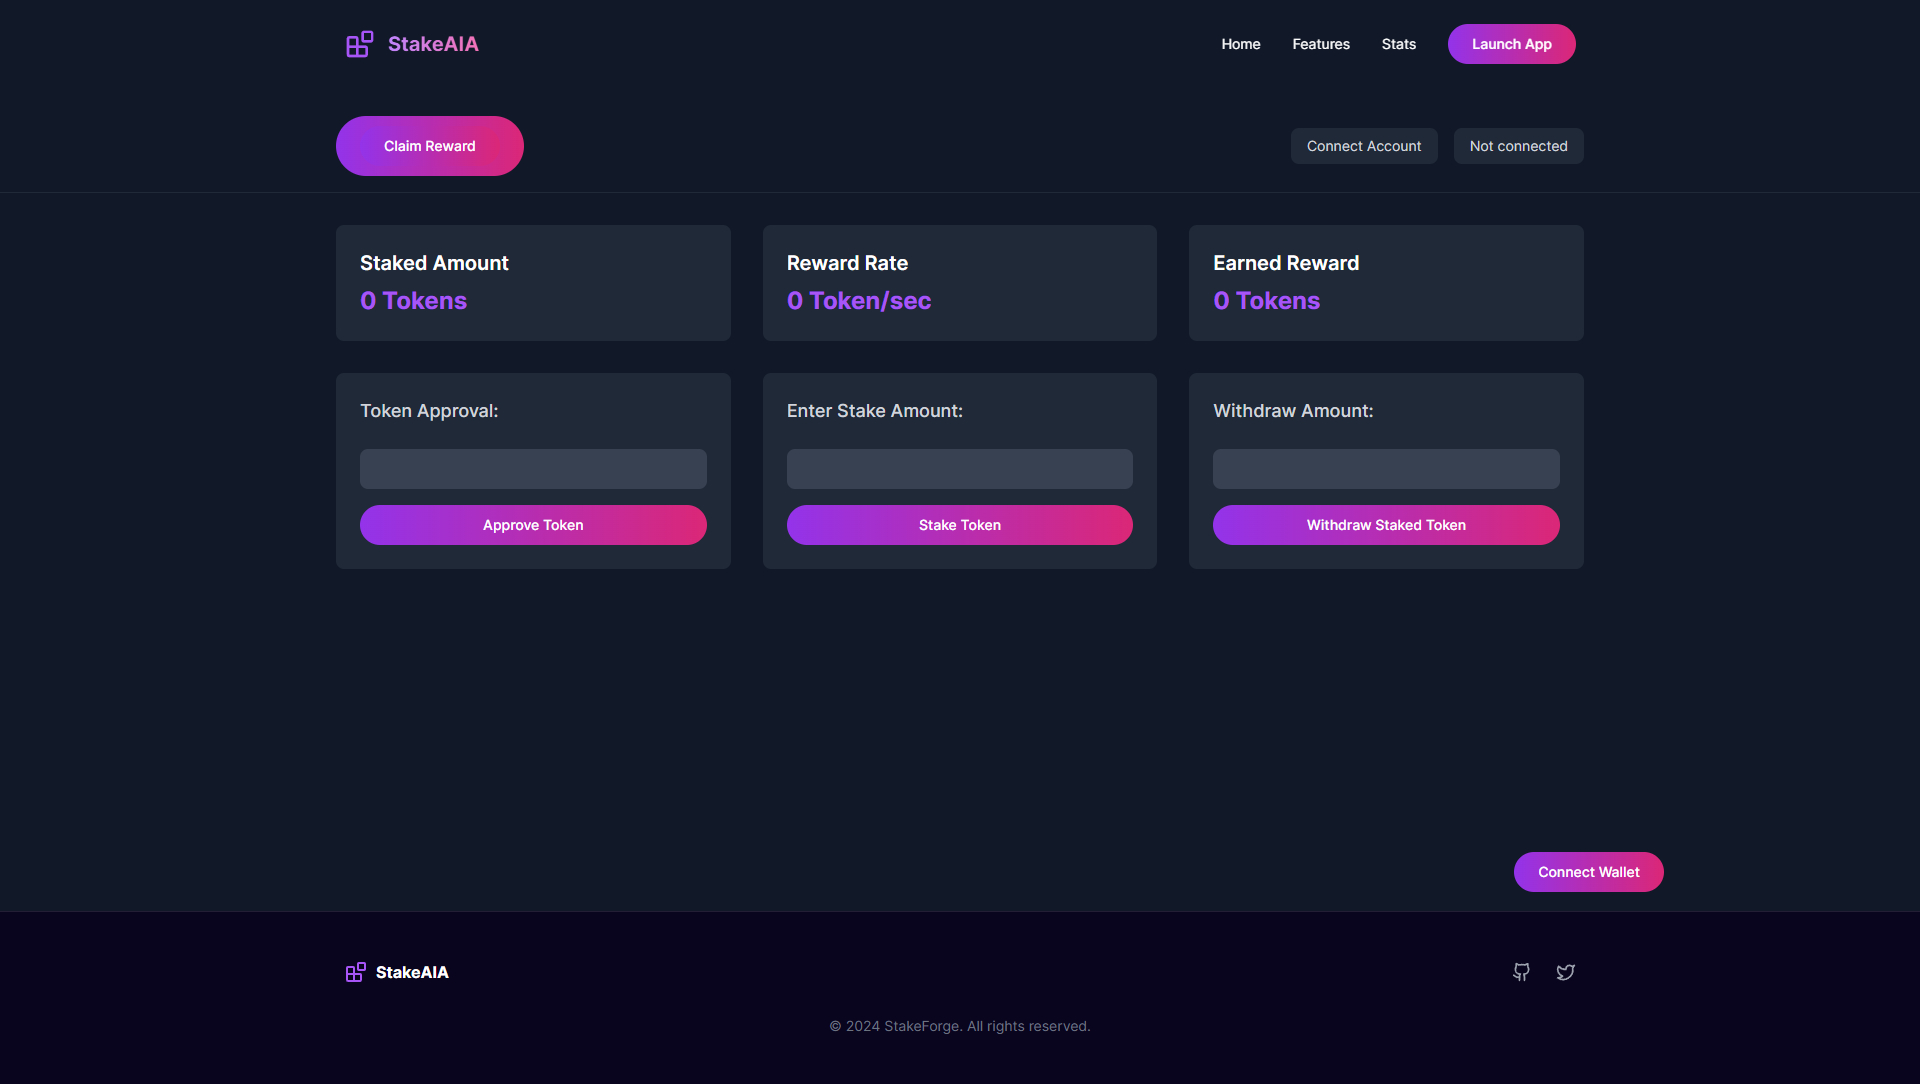 StakeAIA
Home Features Stats Launch App
Claim Reward
Connect Account
Not connected
Staked Amount
0 Tokens
Reward Rate
0 Token/sec
Earned Reward
0 Tokens
Token Approval:
Approve Token
Enter Stake Amount:
Stake Token
Withdraw Amount:
Withdraw Staked Token
Connect Wallet
StakeAIA
© 2024 StakeForge. All rights reserved.